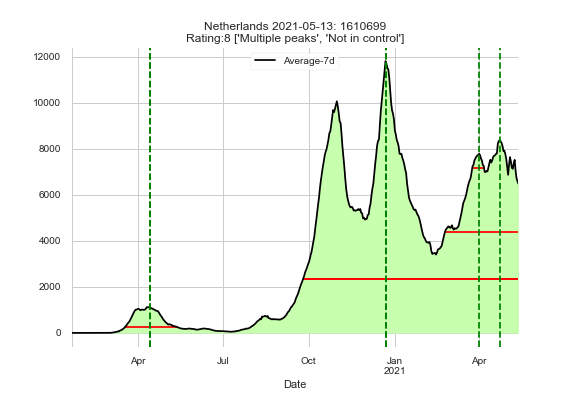 Netherlands 2021-05-13: 1610699
Rating:8 ['Multiple peaks', 'Not in control']
Average-7d
12000
10000
8000
6000
4000
2000
0
Apr Jul Oct Jan Apr
2021
Date